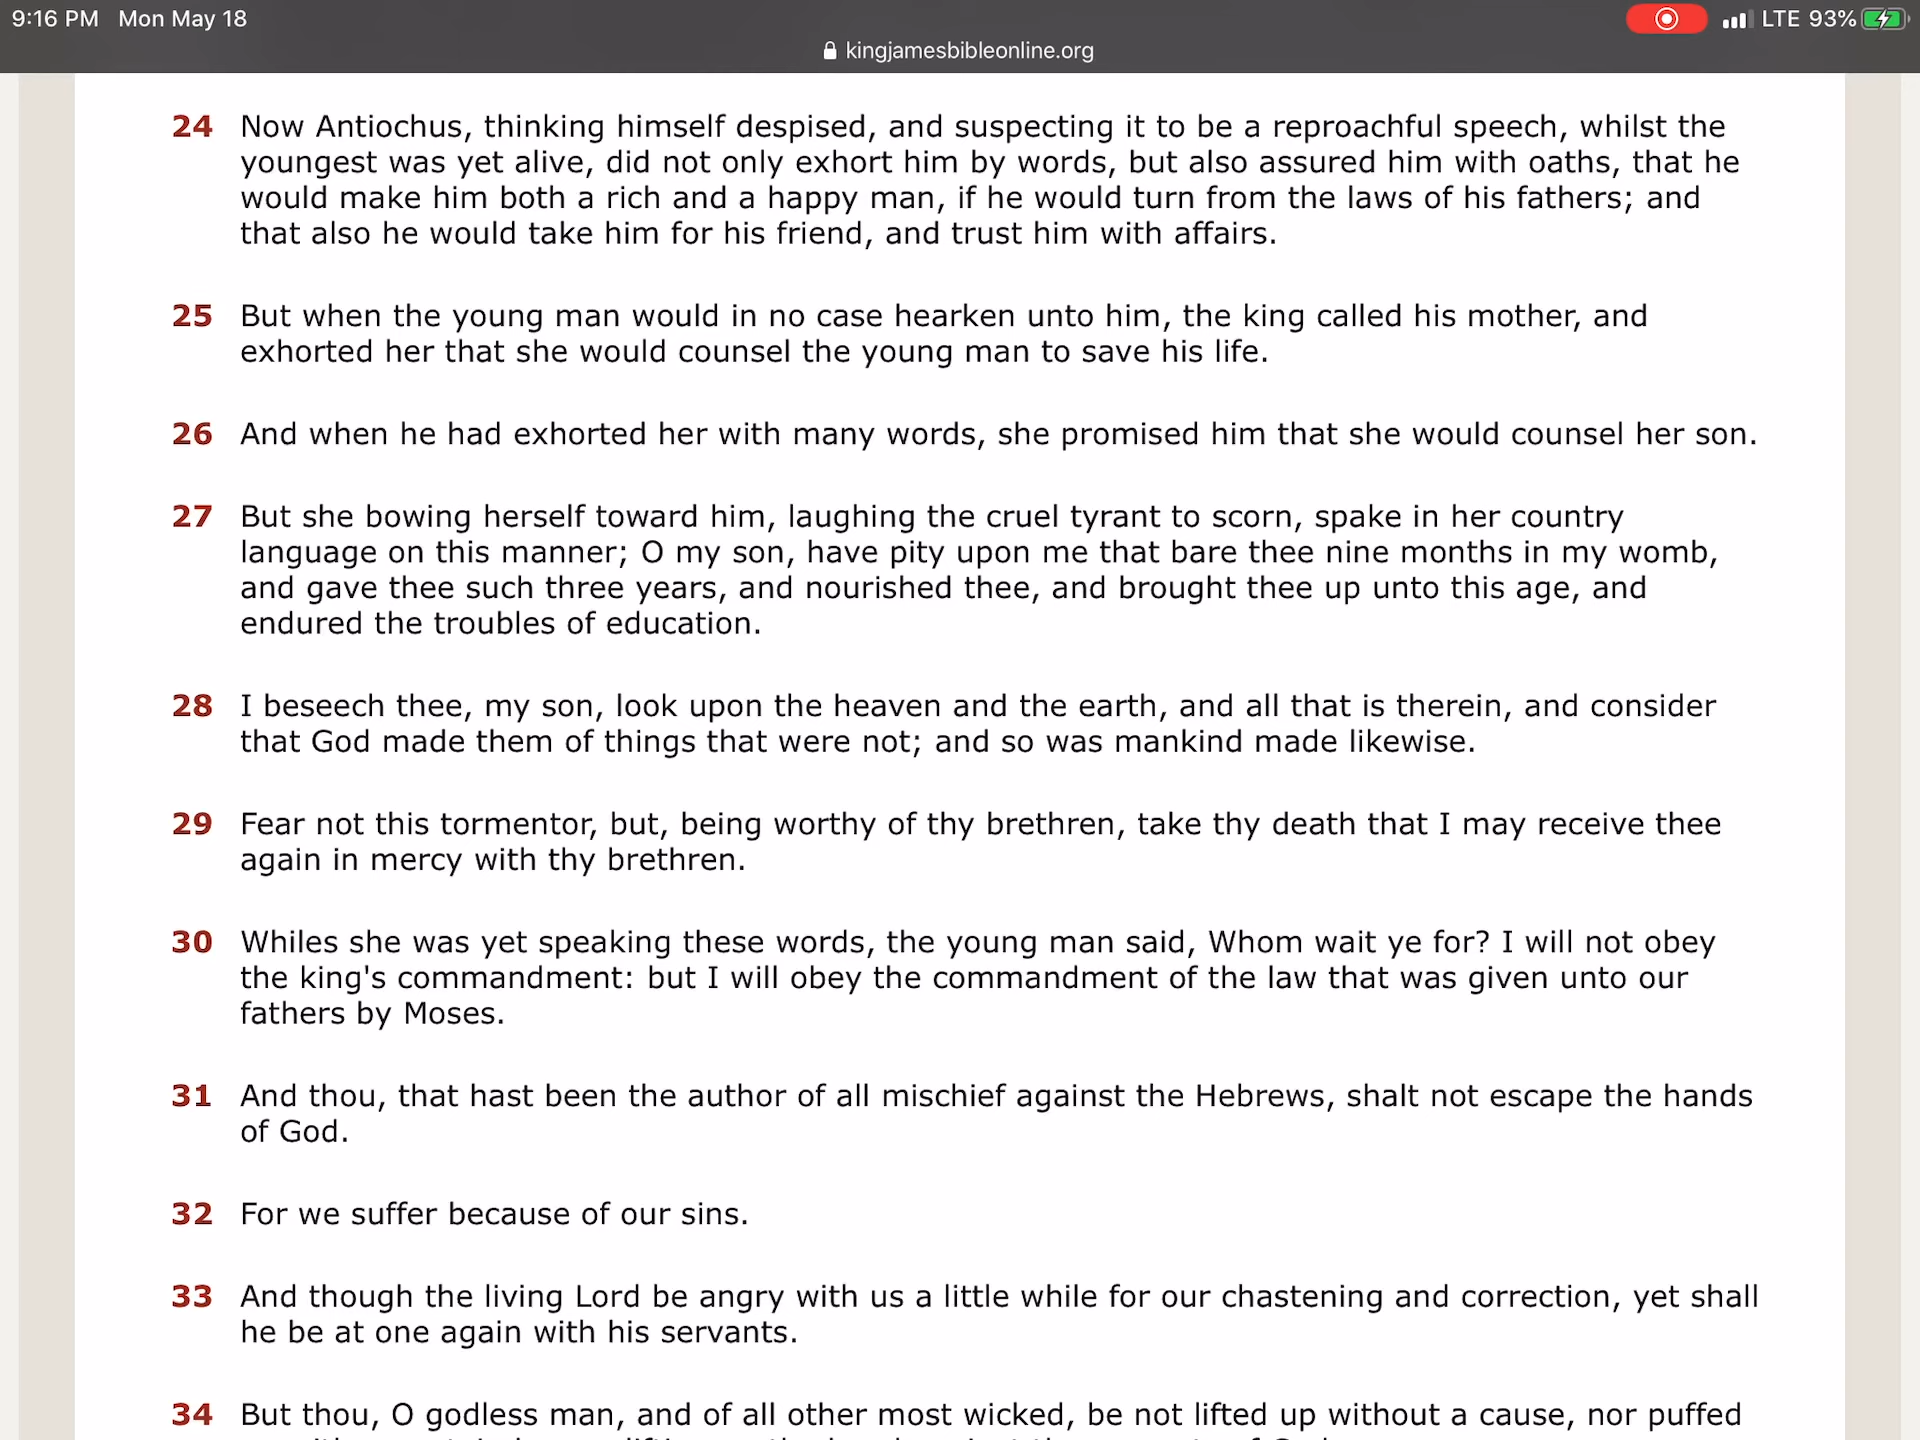 9:16 PM Mon May 18
LTE 93%
kingjamesbibleonline.org
24 Now Antiochus, thinking himself despised, and suspecting it to be a reproachful speech, whilst the
youngest was yet alive, did not only exhort him by words, but also assured him with oaths, that he
would make him both a rich and a happy man, if he would turn from the laws of his fathers; and
that also he would take him for his friend, and trust him with affairs.
25 But when the young man would in no case hearken unto him, the king called his mother, and
exhorted her that she would counsel the young man to save his life.
26 And when he had exhorted her with many words, she promised him that she would counsel her son.
27 But she bowing herself toward him, laughing the cruel tyrant to scorn, spake in her country
language on this manner; O my son, have pity upon me that bare thee nine months in my womb,
and gave thee such three years, and nourished thee, and brought thee up unto this age, and
endured the troubles of education.
28 I beseech thee, my son, look upon the heaven and the earth, and all that is therein, and consider
that God made them of things that were not; and so was mankind made likewise.
29 Fear not this tormentor, but, being worthy of thy brethren, take thy death that I may receive thee
again in mercy with thy brethren.
30 Whiles she was yet speaking these words, the young man said, Whom wait ye for? I will not obey
the king's commandment: but I will obey the commandment of the law that was given unto our
fathers by Moses.
31 And thou, that hast been the author of all mischief against the Hebrews, shalt not escape the hands
of God.
32 For we suffer because of our sins.
33 And though the living Lord be angry with us a little while for our chastening and correction, yet shall
he be at one again with his servants.
34 But thou, O godless man, and of all other most wicked, be not lifted up without a cause, nor puffed